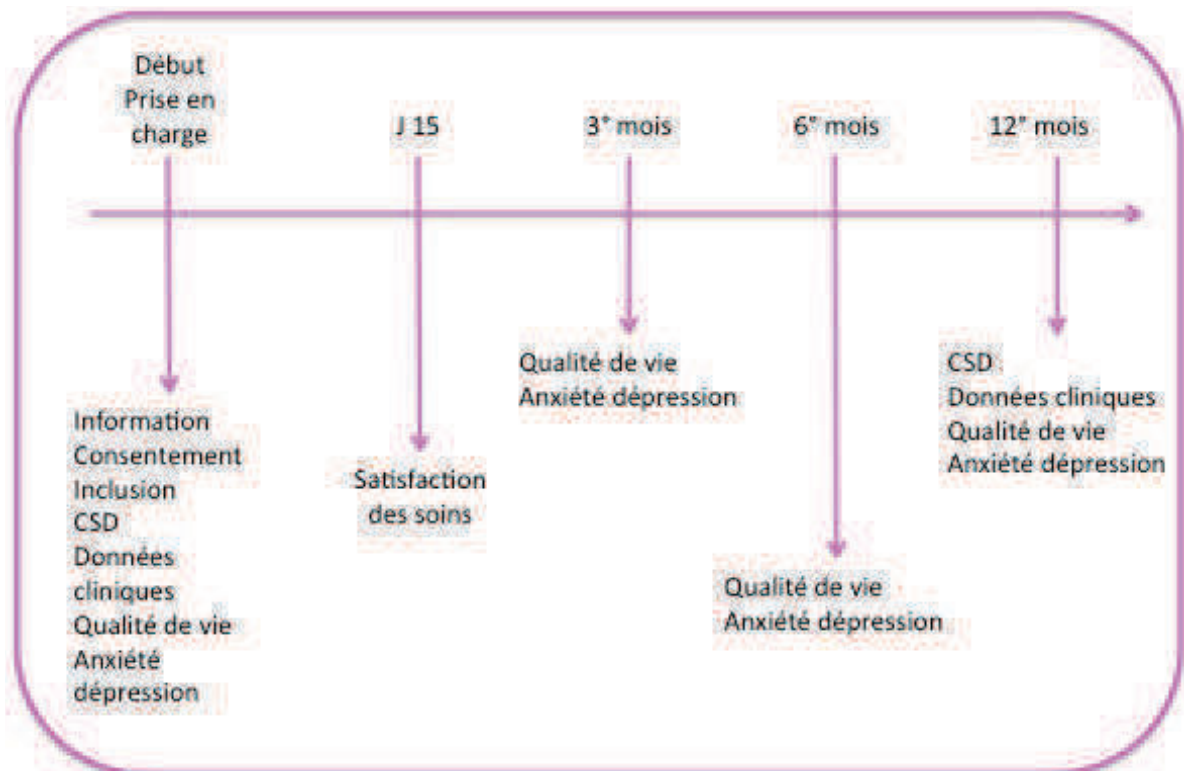 Début
Prise en
charge
J 15
3° mois
6° mois
12° mois
Information
Consentement
Inclusion
CSD
Données
cliniques
Qualité de vie
Anxiété
dépression
Satisfaction
des soins
Qualité de vie
Anxiété dépression
Qualité de vie
Anxiété dépression
CSD
Données cliniques
Qualité de vie
Anxiété dépression